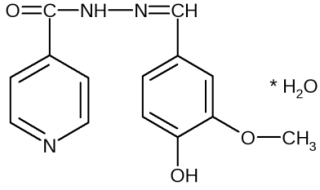 O C NH N CH
* H2O
N
O CH3
OH